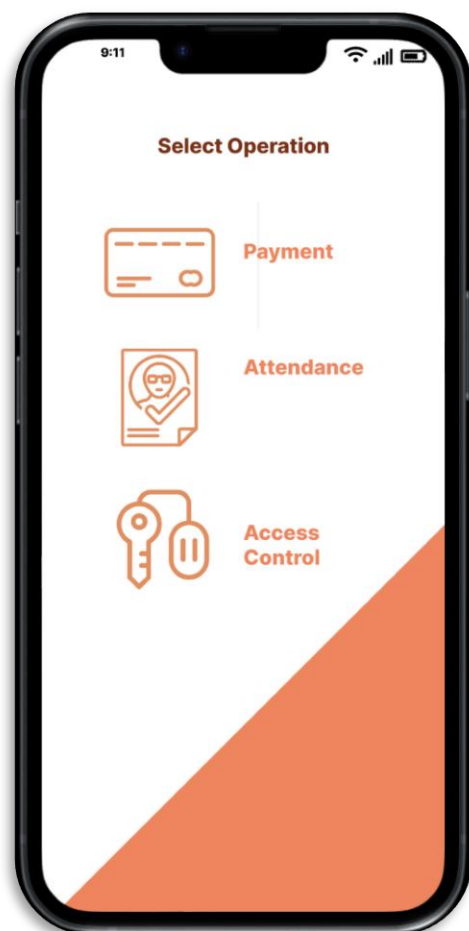 9:11
Select Operation
Payment
Attendance
Access
Control